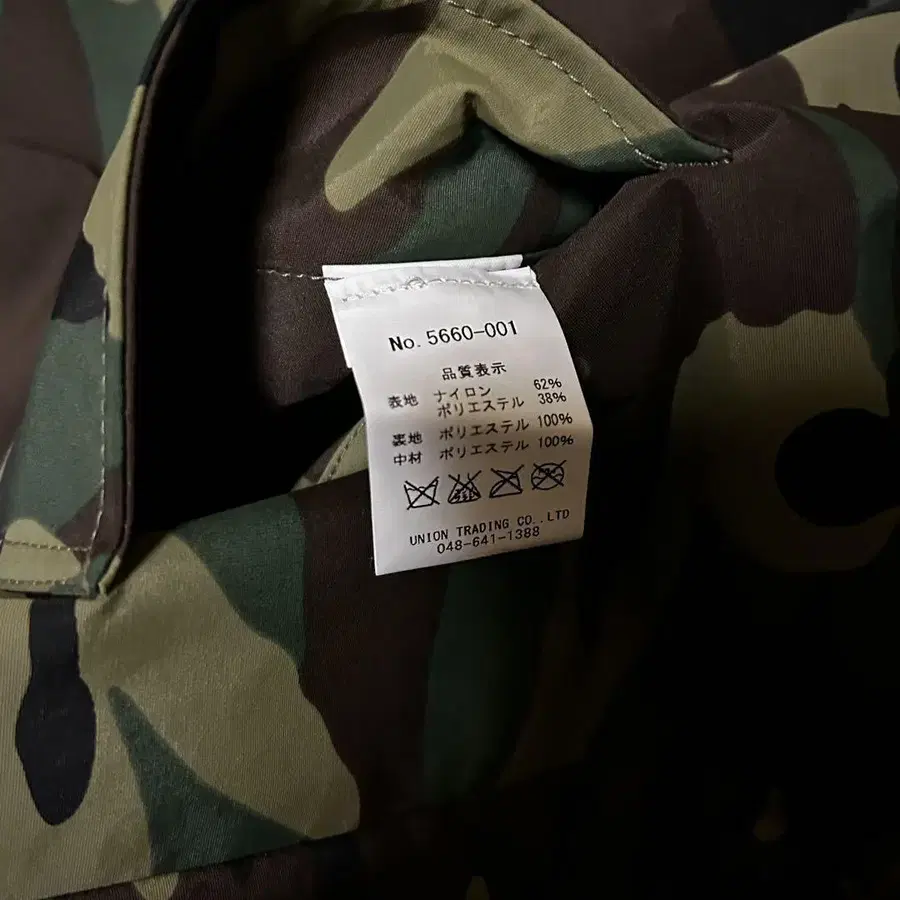 No. 5660-001
品質表示
表地 ナイロン 62%
ポリエステル 38%
裏地 ポリエステル 100%
中材 ポリエステル 100%
UNION TRADING CO.,LTD
048-641-1388